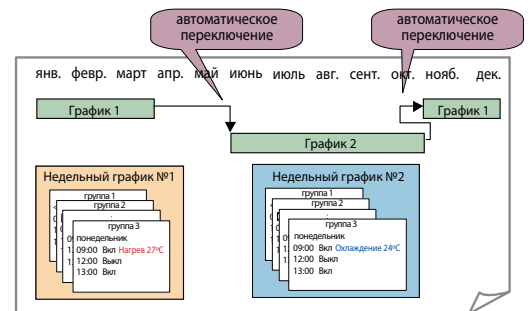 автоматическое
переключение
автоматическое
переключение
янв. февр. март апр. май июнь июль авг. сент. окт. нояб. дек.
График 1
График 1
График 2
Недельный график №1
группа 1
группа 2
группа 3
понедельник
09:00 Вкл Нагрев 27ºC
12:00 Выкл
13:00 Вкл
Недельный график №2
группа 1
группа 2
группа 3
понедельник
09:00 Вкл Охлаждение 24ºC
12:00 Выкл
13:00 Вкл